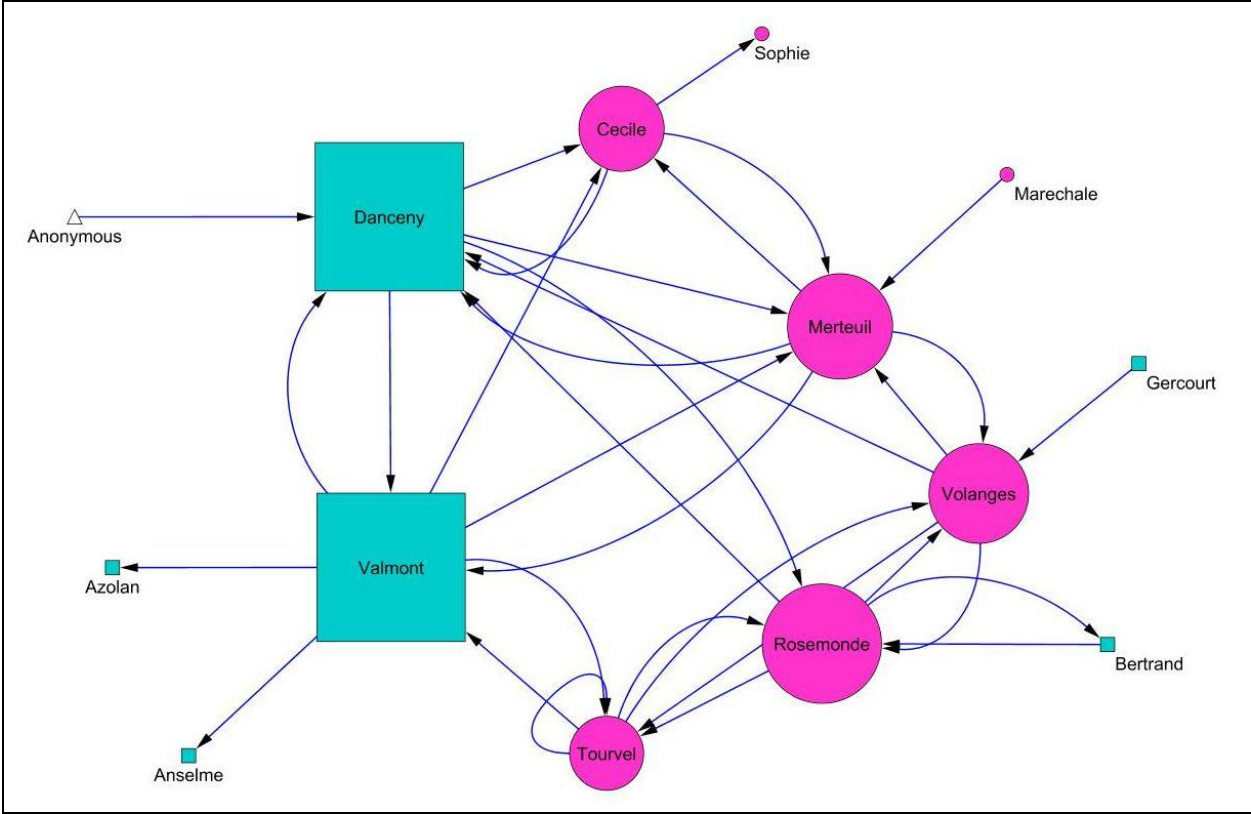 Sophie
Cecile
Marechale
Danceny
Anonymous
Merteuil
Gercourt
Volanges
Valmont
Azolan
Rosemonde
Bertrand
Tourvel
Anselme